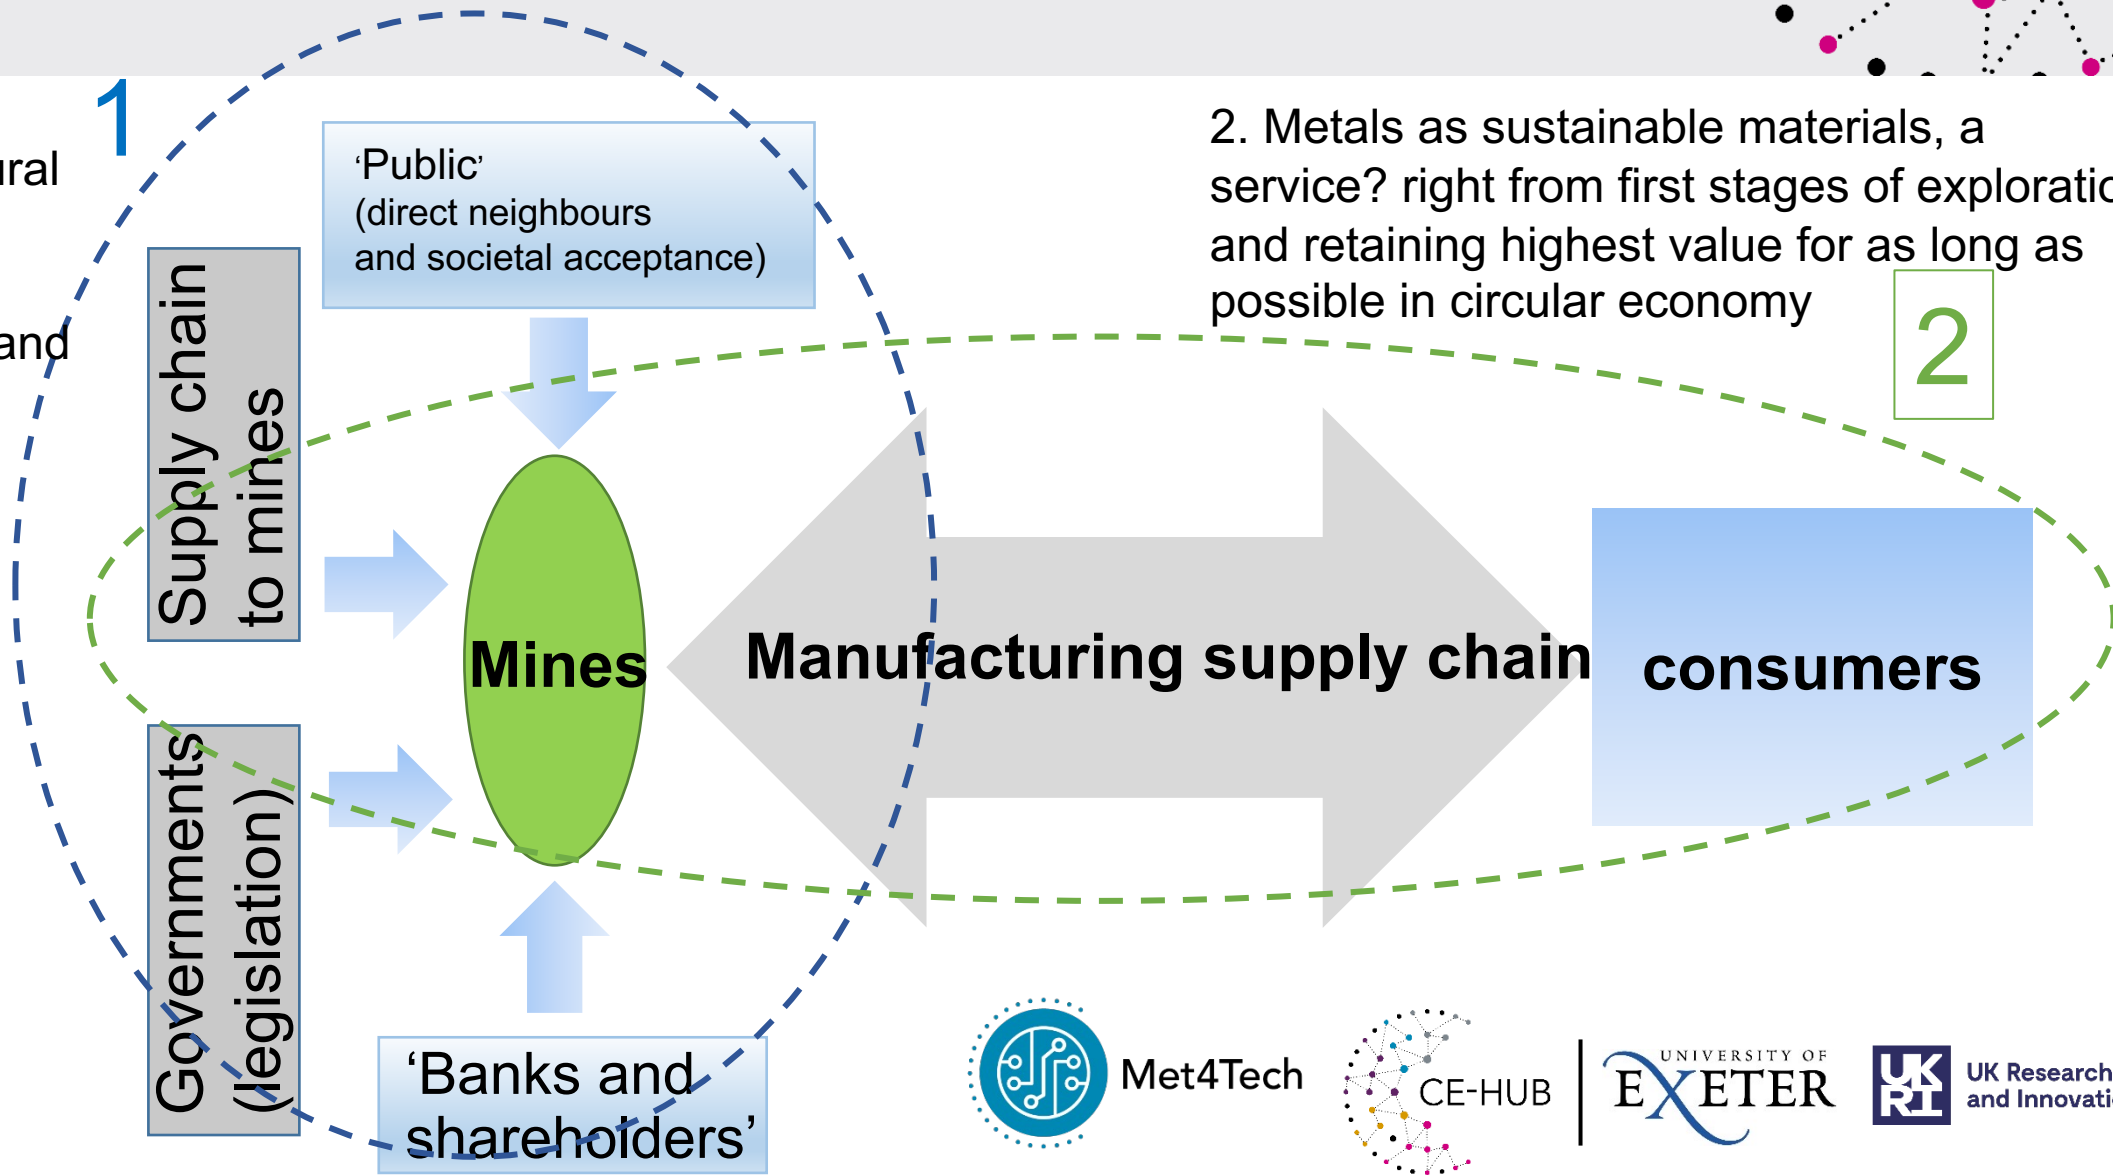 1
ural
and
'Public'
(direct neighbours
and societal acceptance)
2. Metals as sustainable materials, a
service? right from first stages of exploratio
and retaining highest value for as long as
possible in circular economy
2
Supply chain
to mines
Mines
Manufacturing supply chain
consumers
Governments
(legislation)
‘Banks and
shareholders’
Met4Tech
CE-HUB
UNIVERSITY OF
EXETER
UK
RI
UK Research
and Innovati